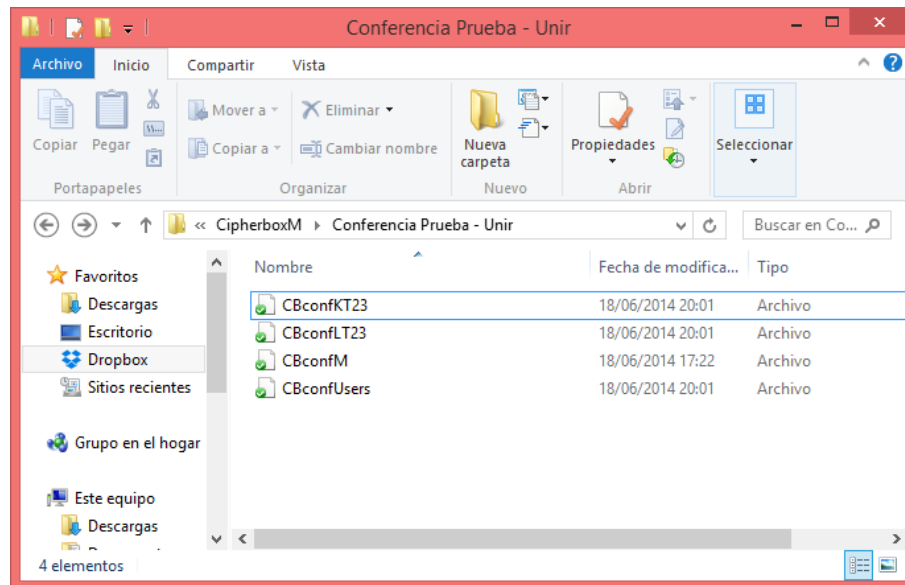 Conferencia Prueba - Unir
Archivo Inicio Compartir Vista
Copiar Pegar Mover a Eliminar Nueva carpeta Propiedades Seleccionar
Copiar a Cambiar nombre
Portapapeles Organizar Nuevo Abrir
« CipherboxM Conferencia Prueba - Unir Buscar en Co...
Favoritos
Descargas
Escritorio
Dropbox
Sitios recientes
Grupo en el hogar
Este equipo
Descargas
Nombre Fecha de modifica... Tipo
CBconfKT23 18/06/2014 20:01 Archivo
CBconfLT23 18/06/2014 20:01 Archivo
CBconfM 18/06/2014 17:22 Archivo
CBconfUsers 18/06/2014 20:01 Archivo
4 elementos